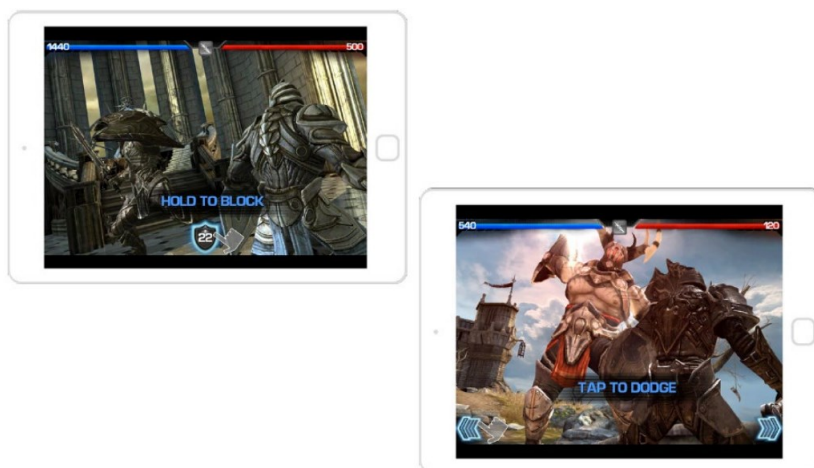 1440
500
HOLD TO BLOCK
22
540
120
TAP TO DODGE